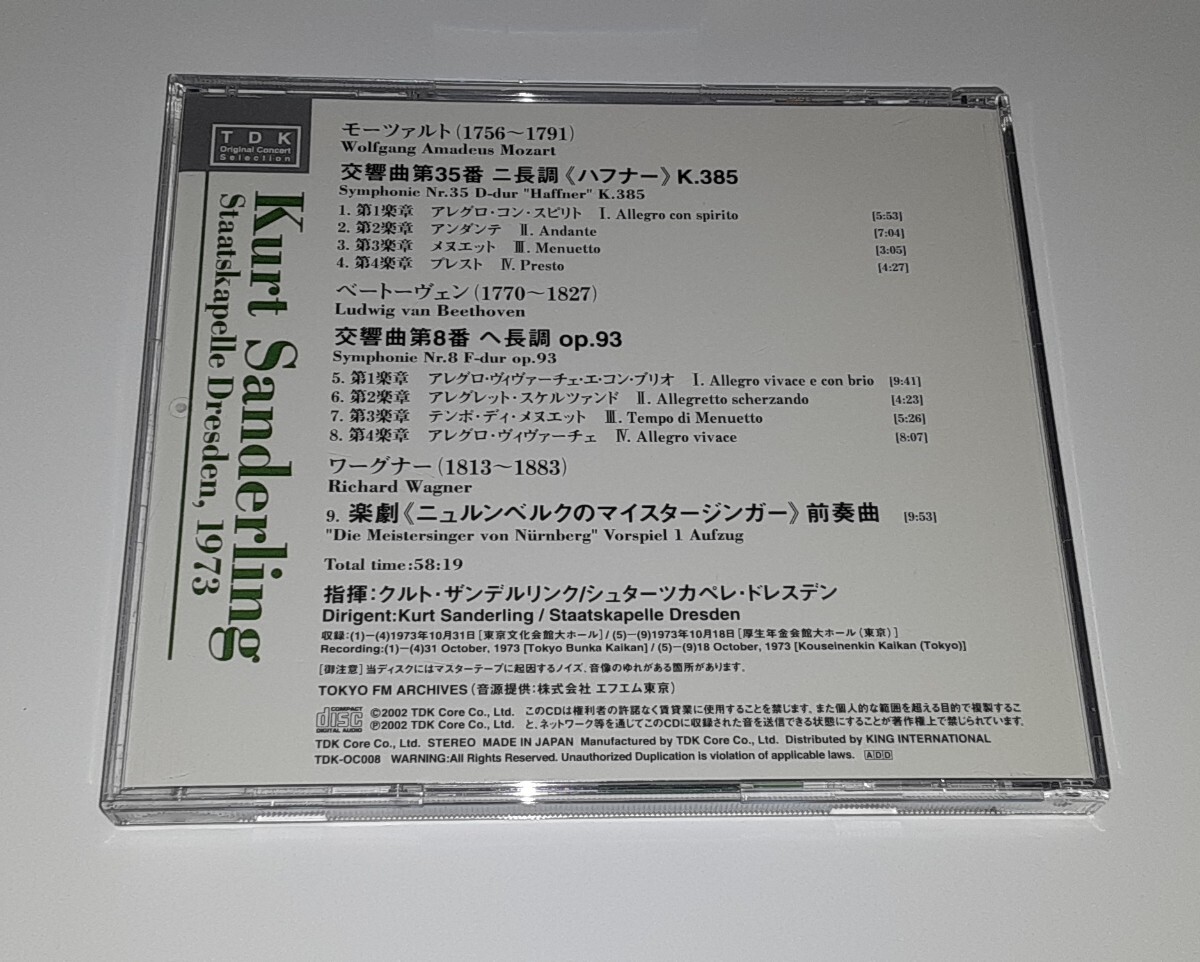 TDK
Original Concert
Selection
Kurt Sanderling
Staatskapelle Dresden, 1973
モーツァルト(1756～1791)
Wolfgang Amadeus Mozart
交響曲第35番 ニ長調《ハフナー》K.385
Symphonie Nr.35 D-dur "Haffner" K.385
1. 第1楽章 アレグロ・コン・スピリト Ⅰ. Allegro con spirito [5:53]
2. 第2楽章 アンダンテ Ⅱ. Andante [7:04]
3. 第3楽章 メヌエット Ⅲ. Menuetto [3:05]
4. 第4楽章 プレスト Ⅳ. Presto [4:27]
ベートーヴェン(1770～1827)
Ludwig van Beethoven
交響曲第8番 ヘ長調 op.93
Symphonie Nr.8 F-dur op.93
5. 第1楽章 アレグロ・ヴィヴァーチェ・エ・コン・ブリオ Ⅰ. Allegro vivace e con brio [9:41]
6. 第2楽章 アレグレット・スケルツァンド Ⅱ. Allegretto scherzando [4:23]
7. 第3楽章 テンポ・ディ・メヌエット Ⅲ. Tempo di Menuetto [5:26]
8. 第4楽章 アレグロ・ヴィヴァーチェ Ⅳ. Allegro vivace [8:07]
ワーグナー(1813～1883)
Richard Wagner
9. 楽劇《ニュルンベルクのマイスタージンガー》前奏曲 [9:53]
"Die Meistersinger von Nürnberg" Vorspiel 1 Aufzug
Total time:58:19
指揮:クルト・ザンデルリンク/シュターツカペレ・ドレスデン
Dirigent:Kurt Sanderling / Staatskapelle Dresden
収録:(1)―(4)1973年10月31日[東京文化会館大ホール] / (5)―(9)1973年10月18日[厚生年金会館大ホール(東京)]
Recording:(1)―(4)31 October, 1973 [Tokyo Bunka Kaikan] / (5)―(9)18 October, 1973 [Kouseinenkin Kaikan (Tokyo)]
[御注意]当ディスクにはマスターテープに起因するノイズ、音像のゆれがある箇所があります。
TOKYO FM ARCHIVES(音源提供:株式会社 エフエム東京)
COMPACT disc DIGITAL AUDIO
©2002 TDK Core Co., Ltd. このCDは権利者の許諾なく賃貸業に使用することを禁じます。また個人的な範囲を超える目的で複製するこ
℗2002 TDK Core Co., Ltd. と、ネットワーク等を通じてこのCDに収録された音を送信できる状態にすることが著作権上で禁じられています。
TDK Core Co., Ltd. STEREO MADE IN JAPAN Manufactured by TDK Core Co., Ltd. Distributed by KING INTERNATIONAL
TDK-OC008 WARNING:All Rights Reserved. Unauthorized Duplication is violation of applicable laws. ADD